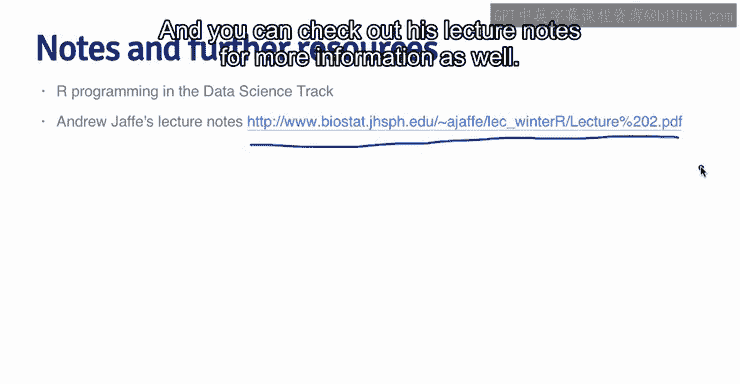 And you can check out his lecture notes
for more information as well.
Notes and further resources
R programming in the Data Science Track
Andrew Jaffe's lecture notes http://www.biostat.jhsph.edu/~ajaffe/lec_winterR/Lecture%202.pdf